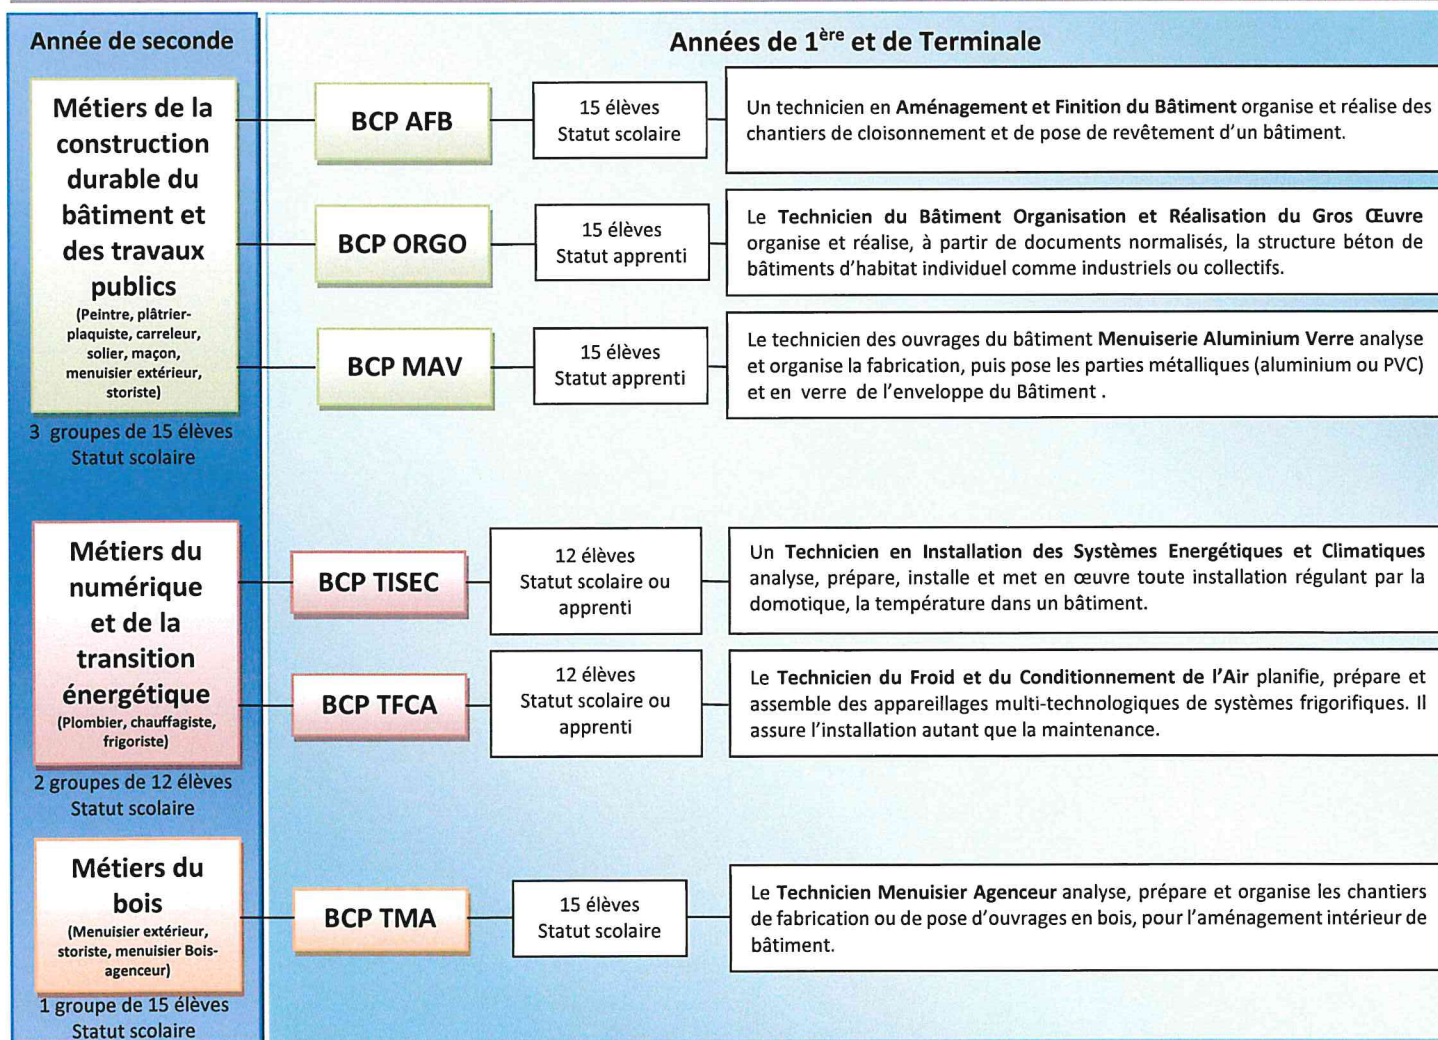 Année de seconde
Années de 1ère et de Terminale
Métiers de la
construction
durable du
bâtiment et
des travaux
publics
(Peintre, plâtrier-
plaquiste, carreleur,
solier, maçon,
menuisier extérieur,
storiste)
3 groupes de 15 élèves
Statut scolaire
BCP AFB
15 élèves
Statut scolaire
Un technicien en Aménagement et Finition du Bâtiment organise et réalise des
chantiers de cloisonnement et de pose de revêtement d'un bâtiment.
BCP ORGO
15 élèves
Statut apprenti
Le Technicien du Bâtiment Organisation et Réalisation du Gros Œuvre
organise et réalise, à partir de documents normalisés, la structure béton de
bâtiments d'habitat individuel comme industriels ou collectifs.
BCP MAV
15 élèves
Statut apprenti
Le technicien des ouvrages du bâtiment Menuiserie Aluminium Verre analyse
et organise la fabrication, puis pose les parties métalliques (aluminium ou PVC)
et en verre de l'enveloppe du Bâtiment .
Métiers du
numérique
et de la
transition
énergétique
(Plombier, chauffagiste,
frigoriste)
2 groupes de 12 élèves
Statut scolaire
BCP TISEC
12 élèves
Statut scolaire ou
apprenti
Un Technicien en Installation des Systèmes Energétiques et Climatiques
analyse, prépare, installe et met en œuvre toute installation régulant par la
domotique, la température dans un bâtiment.
BCP TFCA
12 élèves
Statut scolaire ou
apprenti
Le Technicien du Froid et du Conditionnement de l'Air planifie, prépare et
assemble des appareillages multi-technologiques de systèmes frigorifiques. Il
assure l'installation autant que la maintenance.
Métiers du
bois
(Menuisier extérieur,
storiste, menuisier Bois-
agenceur)
1 groupe de 15 élèves
Statut scolaire
BCP TMA
15 élèves
Statut scolaire
Le Technicien Menuisier Agenceur analyse, prépare et organise les chantiers
de fabrication ou de pose d'ouvrages en bois, pour l'aménagement intérieur de
bâtiment.